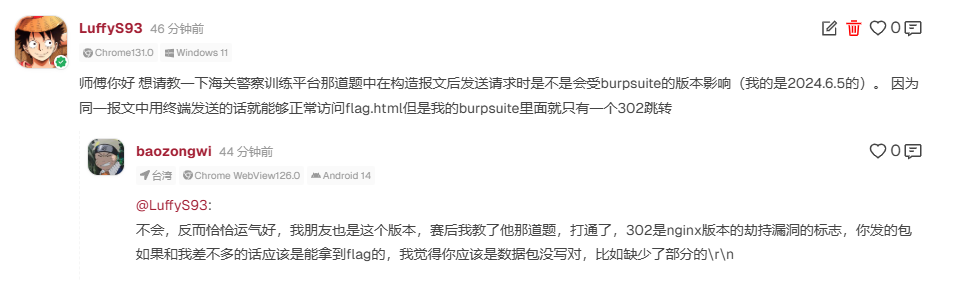 LuffyS93 46 分钟前 0
Chrome131.0 Windows 11
师傅你好 想请教一下海关警察训练平台那道题中在构造报文后发送请求时是不是会受burpsuite的版本影响（我的是2024.6.5的）。 因为
同一报文中用终端发送的话就能够正常访问flag.html但是我的burpsuite里面就只有一个302跳转
baozongwi 44 分钟前 0
台湾 Chrome WebView126.0 Android 14
@LuffyS93:
不会，反而恰恰运气好，我朋友也是这个版本，赛后我教了他那道题，打通了，302是nginx版本的劫持漏洞的标志，你发的包
如果和我差不多的话应该是能拿到flag的，我觉得你应该是数据包没写对，比如缺少了部分的\r\n